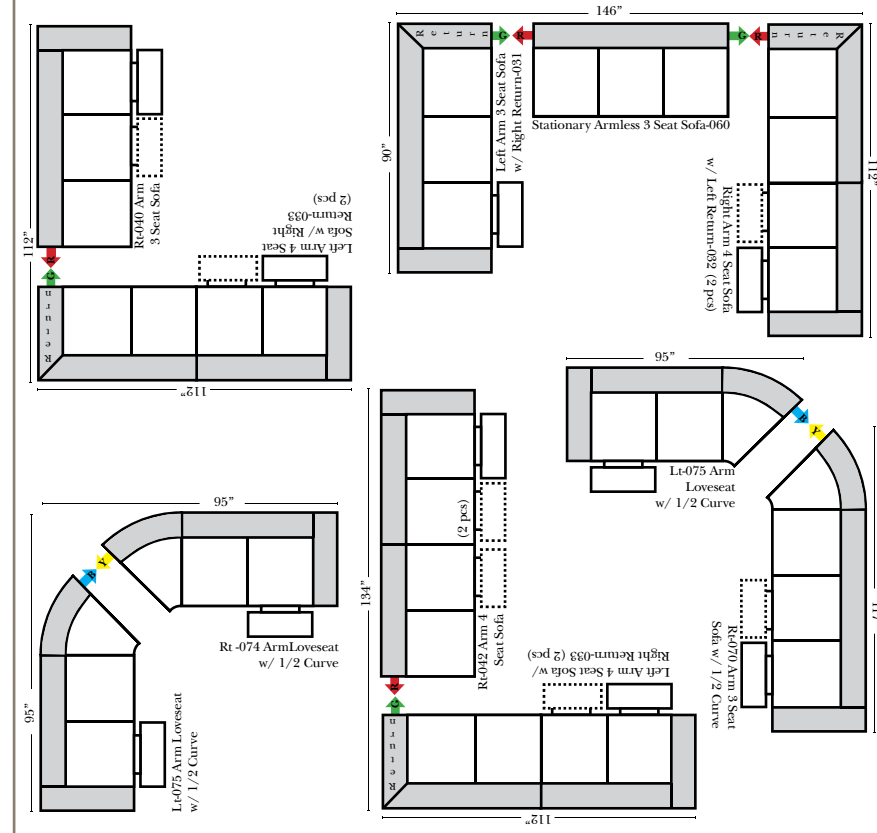 Rt-040 Arm
3 Seat Sofa
112”
R
G
Left Arm 4 Seat
Sofa w/ Right
Return-033
(2 pcs)
Return
112”
146”
Return
G
R
Left Arm 3 Seat Sofa
w/ Right Return-031
90”
Stationary Armless 3 Seat Sofa-060
G
R
Return
Right Arm 4 Seat Sofa
w/ Left Return-032 (2 pcs)
112”
95”
B
Y
Lt-075 Arm
Loveseat
w/ 1/2 Curve
Rt-070 Arm 3 Seat
Sofa w/ 1/2 Curve
95”
B
Y
Rt -074 ArmLoveseat
w/ 1/2 Curve
95”
Lt-075 Arm Loveseat
w/ 1/2 Curve
134”
(2 pcs)
Rt-042 Arm 4
Seat Sofa
R
G
Left Arm 4 Seat Sofa w/
Right Return-033 (2 pcs)
Return
112”